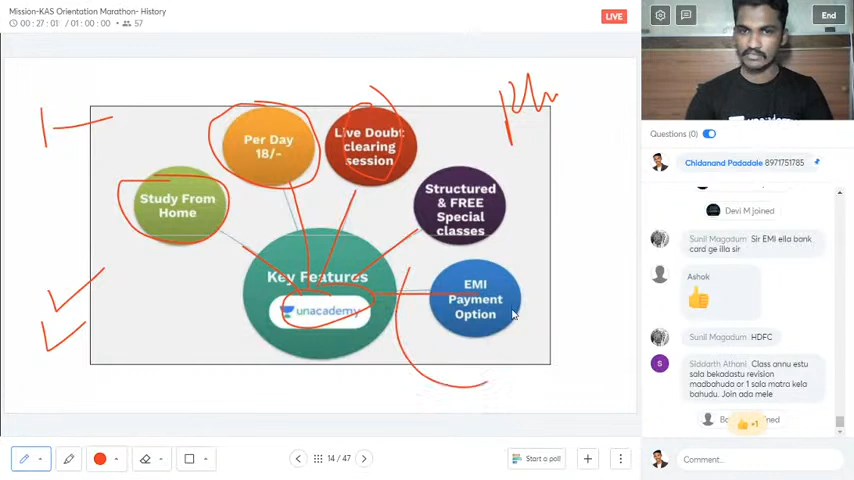 Mission-KAS Orientation Marathon- History
00 : 27 : 01 / 01 : 00 : 00 • 57
LIVE
End
Per Day
18/-
Live Doubt
clearing
session
Study From
Home
Structured
& FREE
Special
classes
Key Features
unacademy
EMI
Payment
Option
Questions (0)
Chidanand Padadale 8971751785
Devi M joined
Sunil Magadum Sir EMI ella bank
card ge illa sir
Ashok
Sunil Magadum HDFC
Siddarth Athani Class annu estu
sala bekadastu revision
madbahuda or 1 sala matra kela
bahudu. Join ada mele
+1
14 / 47
Start a poll
Comment...